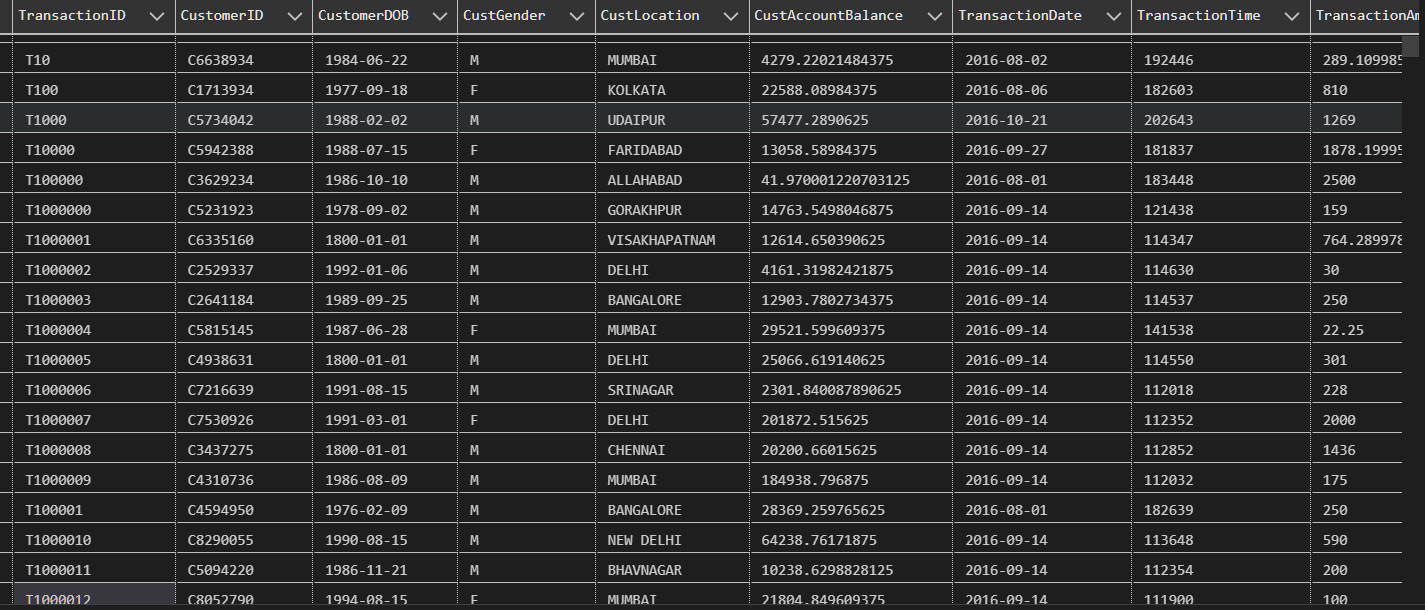 TransactionID CustomerID CustomerDOB CustGender CustLocation CustAccountBalance TransactionDate TransactionTime TransactionAm
T10 C6638934 1984-06-22 M MUMBAI 4279.22021484375 2016-08-02 192446 289.109985
T100 C1713934 1977-09-18 F KOLKATA 22588.08984375 2016-08-06 182603 810
T1000 C5734042 1988-02-02 M UDAIPUR 57477.2890625 2016-10-21 202643 1269
T10000 C5942388 1988-07-15 F FARIDABAD 13058.58984375 2016-09-27 181837 1878.19995
T100000 C3629234 1986-10-10 M ALLAHABAD 41.970001220703125 2016-08-01 183448 2500
T1000000 C5231923 1978-09-02 M GORAKHPUR 14763.5498046875 2016-09-14 121438 159
T1000001 C6335160 1800-01-01 M VISAKHAPATNAM 12614.650390625 2016-09-14 114347 764.289978
T1000002 C2529337 1992-01-06 M DELHI 4161.31982421875 2016-09-14 114630 30
T1000003 C2641184 1989-09-25 M BANGALORE 12903.7802734375 2016-09-14 114537 250
T1000004 C5815145 1987-06-28 F MUMBAI 29521.599609375 2016-09-14 141538 22.25
T1000005 C4938631 1800-01-01 M DELHI 25066.619140625 2016-09-14 114550 301
T1000006 C7216639 1991-08-15 M SRINAGAR 2301.840087890625 2016-09-14 112018 228
T1000007 C7530926 1991-03-01 F DELHI 201872.515625 2016-09-14 112352 2000
T1000008 C3437275 1800-01-01 M CHENNAI 20200.66015625 2016-09-14 112852 1436
T1000009 C4310736 1986-08-09 M MUMBAI 184938.796875 2016-09-14 112032 175
T100001 C4594950 1976-02-09 M BANGALORE 28369.259765625 2016-08-01 182639 250
T1000010 C8290055 1990-08-15 M NEW DELHI 64238.76171875 2016-09-14 113648 590
T1000011 C5094220 1986-11-21 M BHAVNAGAR 10238.6298828125 2016-09-14 112354 200
T1000012 C8052790 1994-08-15 F MUMBAI 21804.849609375 2016-09-14 111900 100